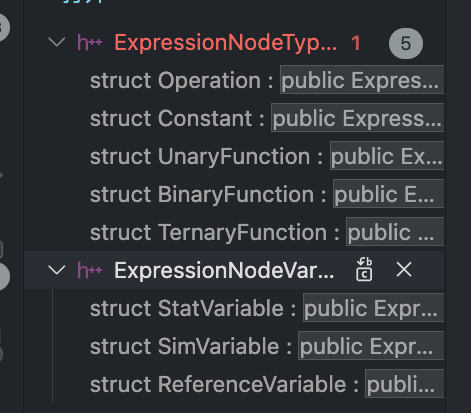 h++ ExpressionNodeTyp... 1 5
struct Operation : public Expres...
struct Constant : public Express...
struct UnaryFunction : public Ex...
struct BinaryFunction : public E...
struct TernaryFunction : public ...
h++ ExpressionNodeVar...
struct StatVariable : public Expr...
struct SimVariable : public Expr...
struct ReferenceVariable : publi...